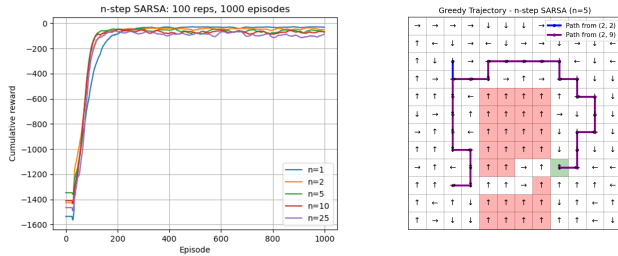 n-step SARSA: 100 reps, 1000 episodes
Cumulative reward
0
−200
−400
−600
−800
−1000
−1200
−1400
−1600
0
200
400
600
800
1000
Episode
n=1
n=2
n=5
n=10
n=25
Greedy Trajectory - n-step SARSA (n=5)
Path from (2, 2)
Path from (2, 9)